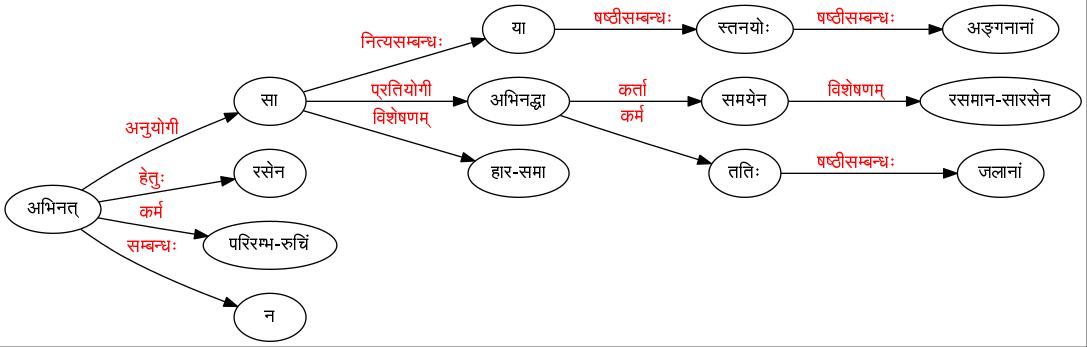 षष्ठीसम्बन्धः षष्ठीसम्बन्धः
या स्तनयोः अङ्गनानां
नित्यसम्बन्धः
प्रतियोगी कर्ता विशेषणम्
सा अभिनद्धा समयेन रसमान-सारसेन
विशेषणम् कर्म
अनुयोगी
षष्ठीसम्बन्धः
हेतुः रसेन हार-समा ततिः जलानां
अभिनत्
कर्म
परिरम्भ-रुचिं
सम्बन्धः
न